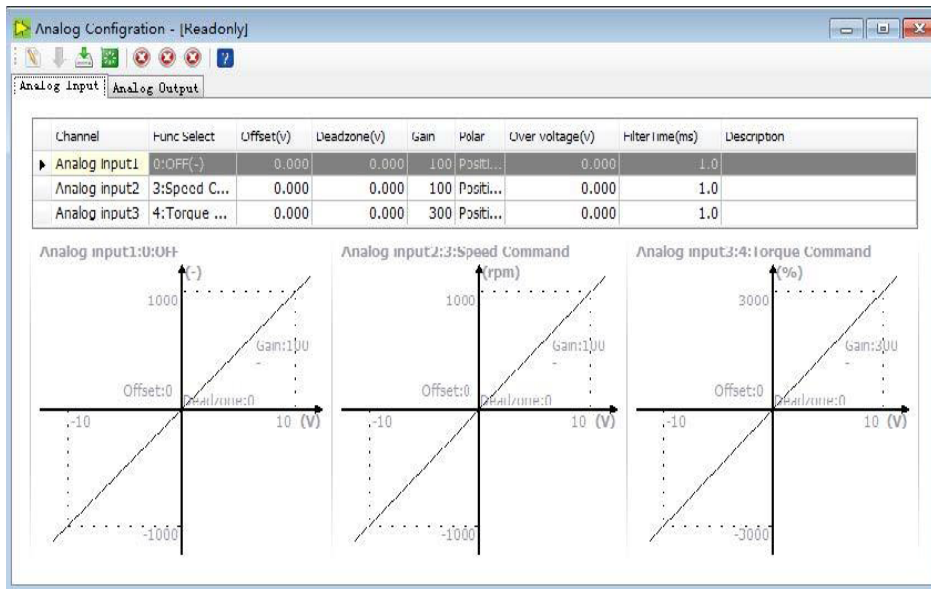 Analog Configration - [Readonly]
Analog Input Analog Output
Channel Func Select Offset(V) Deadzone(V) Gain Polar Over voltage(V) FilterTime(ms) Description
Analog input1 0:OFF(-) 0.000 0.000 100 Positi... 0.000 1.0
Analog input2 3:Speed C... 0.000 0.000 100 Positi... 0.000 1.0
Analog input3 4:Torque ... 0.000 0.000 300 Positi... 0.000 1.0
Analog input1:0:OFF Analog input2:3:Speed Command Analog input3:4:Torque Command
(-) (rpm) (%)
1000 1000 3000
Gain:100 Gain:100 Gain:300
- - -
Offset:0 Offset:0 Offset:0
Deadzone:0 Deadzone:0 Deadzone:0
-10 10 (V) -10 10 (V) -10 10 (V)
-1000 -1000 -3000